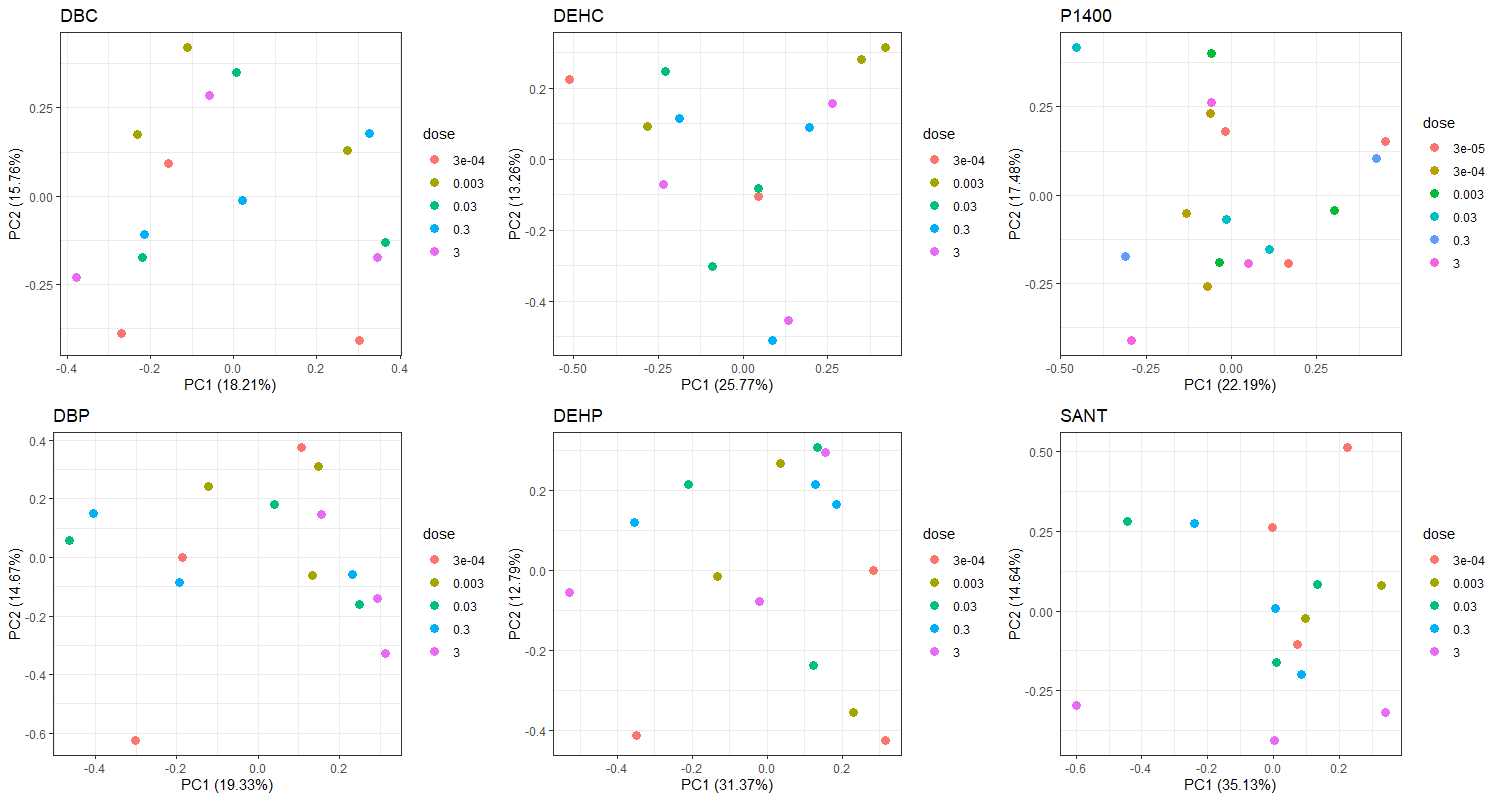 DBC
PC2 (15.76%)
0.25
0.00
-0.25
-0.4
-0.2
0.0
0.2
0.4
PC1 (18.21%)
dose
3e-04
0.003
0.03
0.3
3
DEHC
PC2 (13.26%)
0.2
0.0
-0.2
-0.4
-0.50
-0.25
0.00
0.25
PC1 (25.77%)
dose
3e-04
0.003
0.03
0.3
3
P1400
PC2 (17.48%)
0.25
0.00
-0.25
-0.50
-0.25
0.00
0.25
PC1 (22.19%)
dose
3e-05
3e-04
0.003
0.03
0.3
3
DBP
PC2 (14.67%)
0.4
0.2
0.0
-0.2
-0.4
-0.6
-0.4
-0.2
0.0
0.2
PC1 (19.33%)
dose
3e-04
0.003
0.03
0.3
3
DEHP
PC2 (12.79%)
0.2
0.0
-0.2
-0.4
-0.4
-0.2
0.0
0.2
PC1 (31.37%)
dose
3e-04
0.003
0.03
0.3
3
SANT
PC2 (14.64%)
0.50
0.25
0.00
-0.25
-0.6
-0.4
-0.2
0.0
0.2
PC1 (35.13%)
dose
3e-04
0.003
0.03
0.3
3